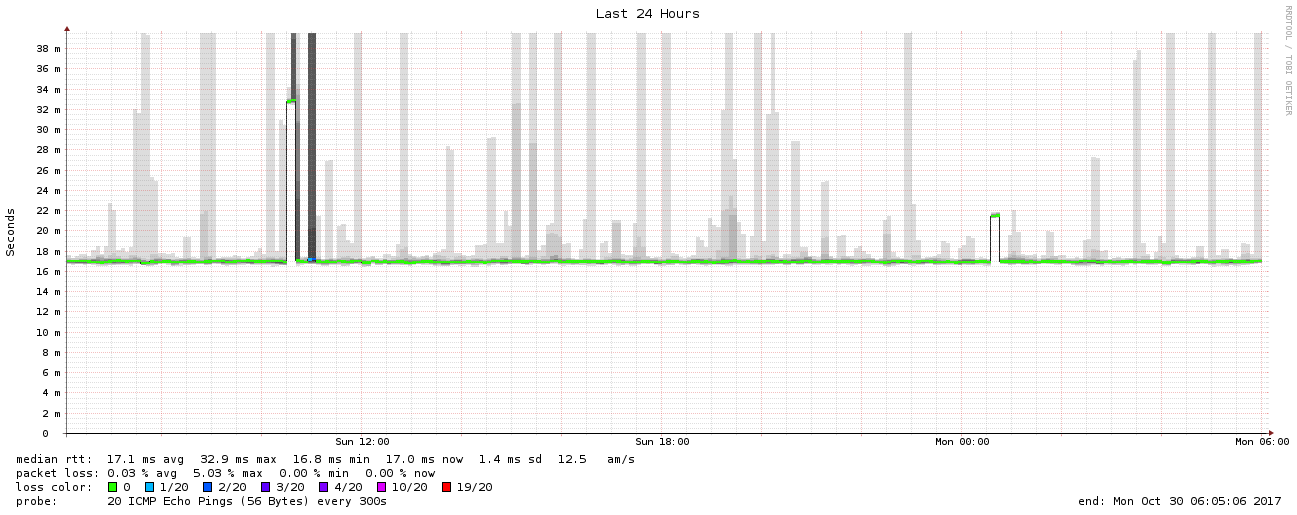 Last 24 Hours
RRDTOOL / TOBI OETIKER
Seconds
38 m
36 m
34 m
32 m
30 m
28 m
26 m
24 m
22 m
20 m
18 m
16 m
14 m
12 m
10 m
8 m
6 m
4 m
2 m
0
Sun 12:00 Sun 18:00 Mon 00:00 Mon 06:00
median rtt: 17.1 ms avg 32.9 ms max 16.8 ms min 17.0 ms now 1.4 ms sd 12.5 am/s
packet loss: 0.03 % avg 5.03 % max 0.00 % min 0.00 % now
loss color: 0 1/20 2/20 3/20 4/20 10/20 19/20
probe: 20 ICMP Echo Pings (56 Bytes) every 300s end: Mon Oct 30 06:05:06 2017